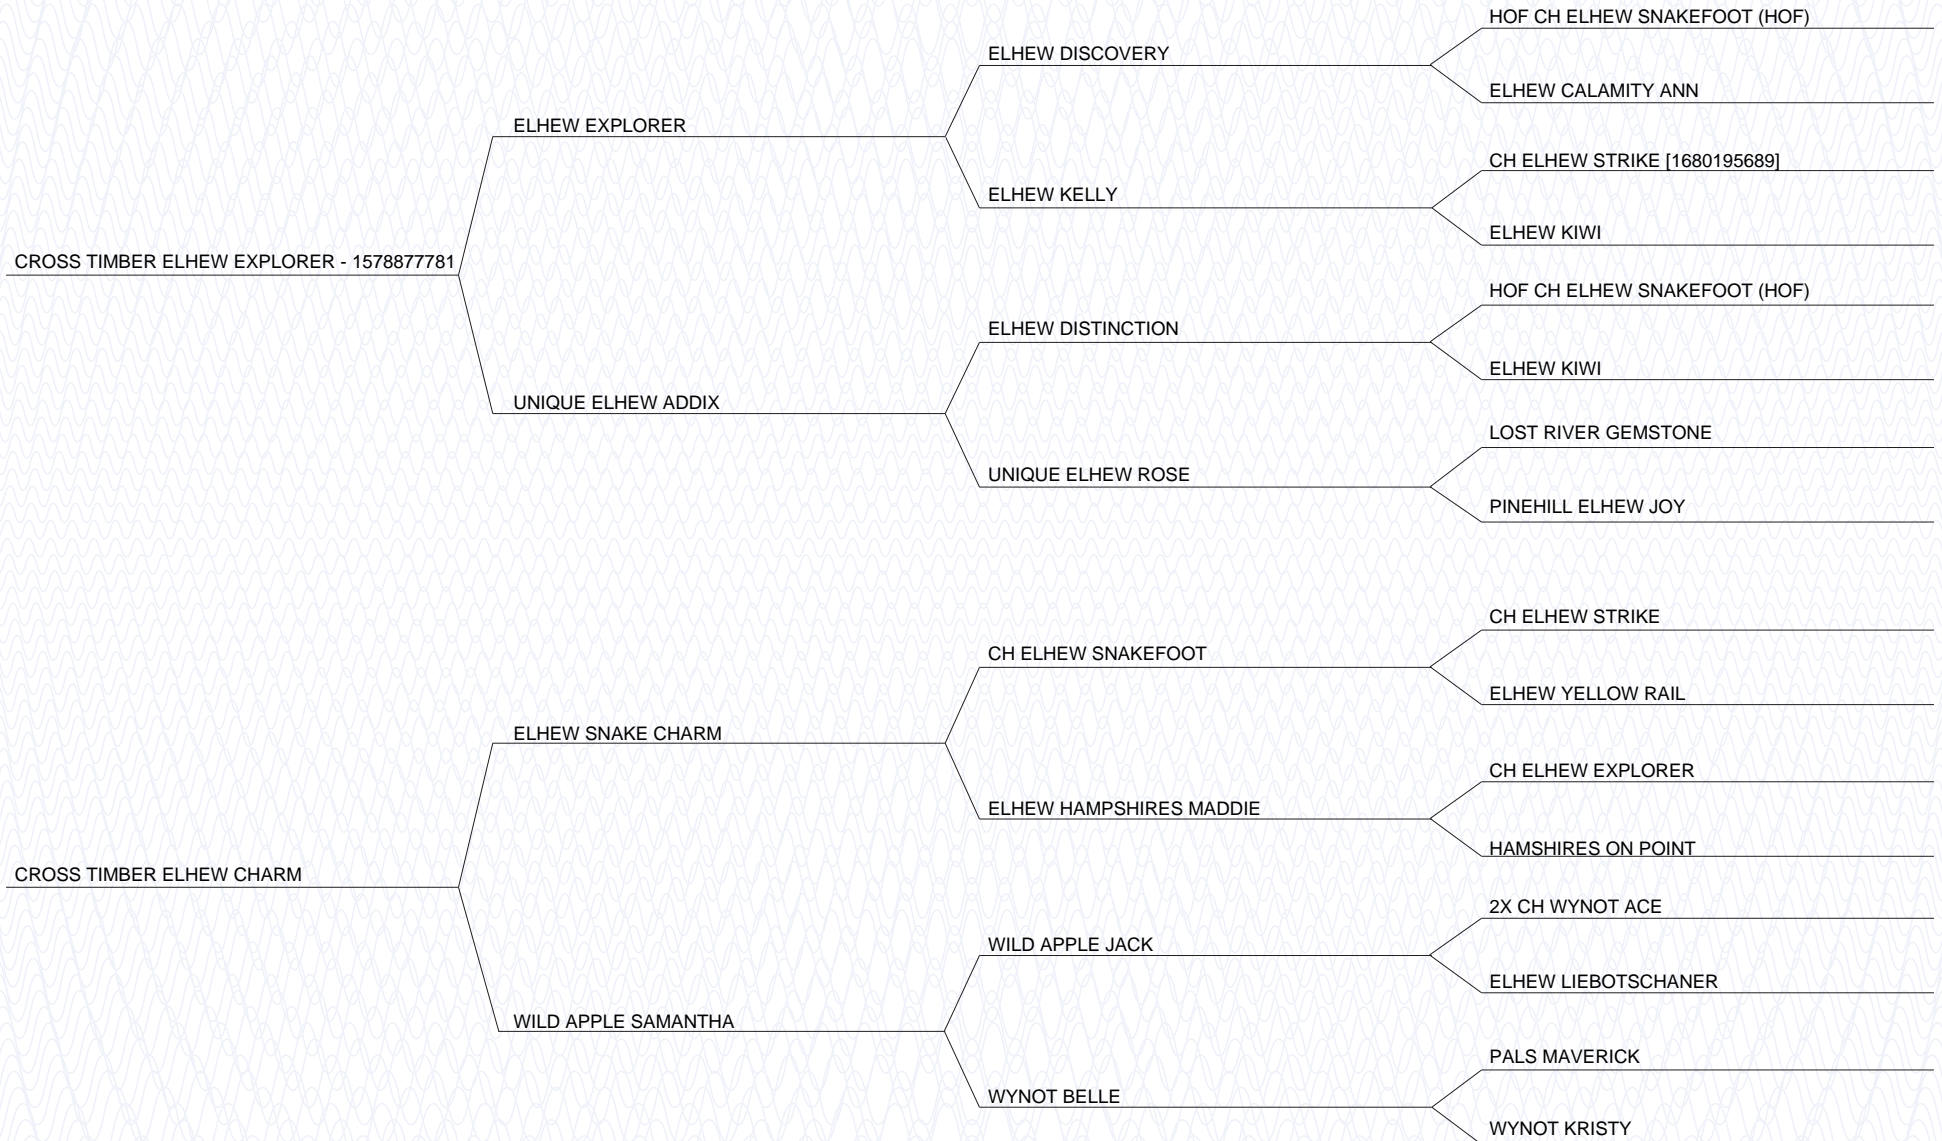 HOF CH ELHEW SNAKEFOOT (HOF)
ELHEW DISCOVERY
ELHEW CALAMITY ANN
ELHEW EXPLORER
CH ELHEW STRIKE [1680195689]
ELHEW KELLY
ELHEW KIWI
CROSS TIMBER ELHEW EXPLORER - 1578877781
HOF CH ELHEW SNAKEFOOT (HOF)
ELHEW DISTINCTION
ELHEW KIWI
UNIQUE ELHEW ADDIX
LOST RIVER GEMSTONE
UNIQUE ELHEW ROSE
PINEHILL ELHEW JOY
CH ELHEW STRIKE
CH ELHEW SNAKEFOOT
ELHEW YELLOW RAIL
ELHEW SNAKE CHARM
CH ELHEW EXPLORER
ELHEW HAMPSHIRES MADDIE
HAMSHIRES ON POINT
CROSS TIMBER ELHEW CHARM
2X CH WYNOT ACE
WILD APPLE JACK
ELHEW LIEBOTSCHANER
WILD APPLE SAMANTHA
PALS MAVERICK
WYNOT BELLE
WYNOT KRISTY